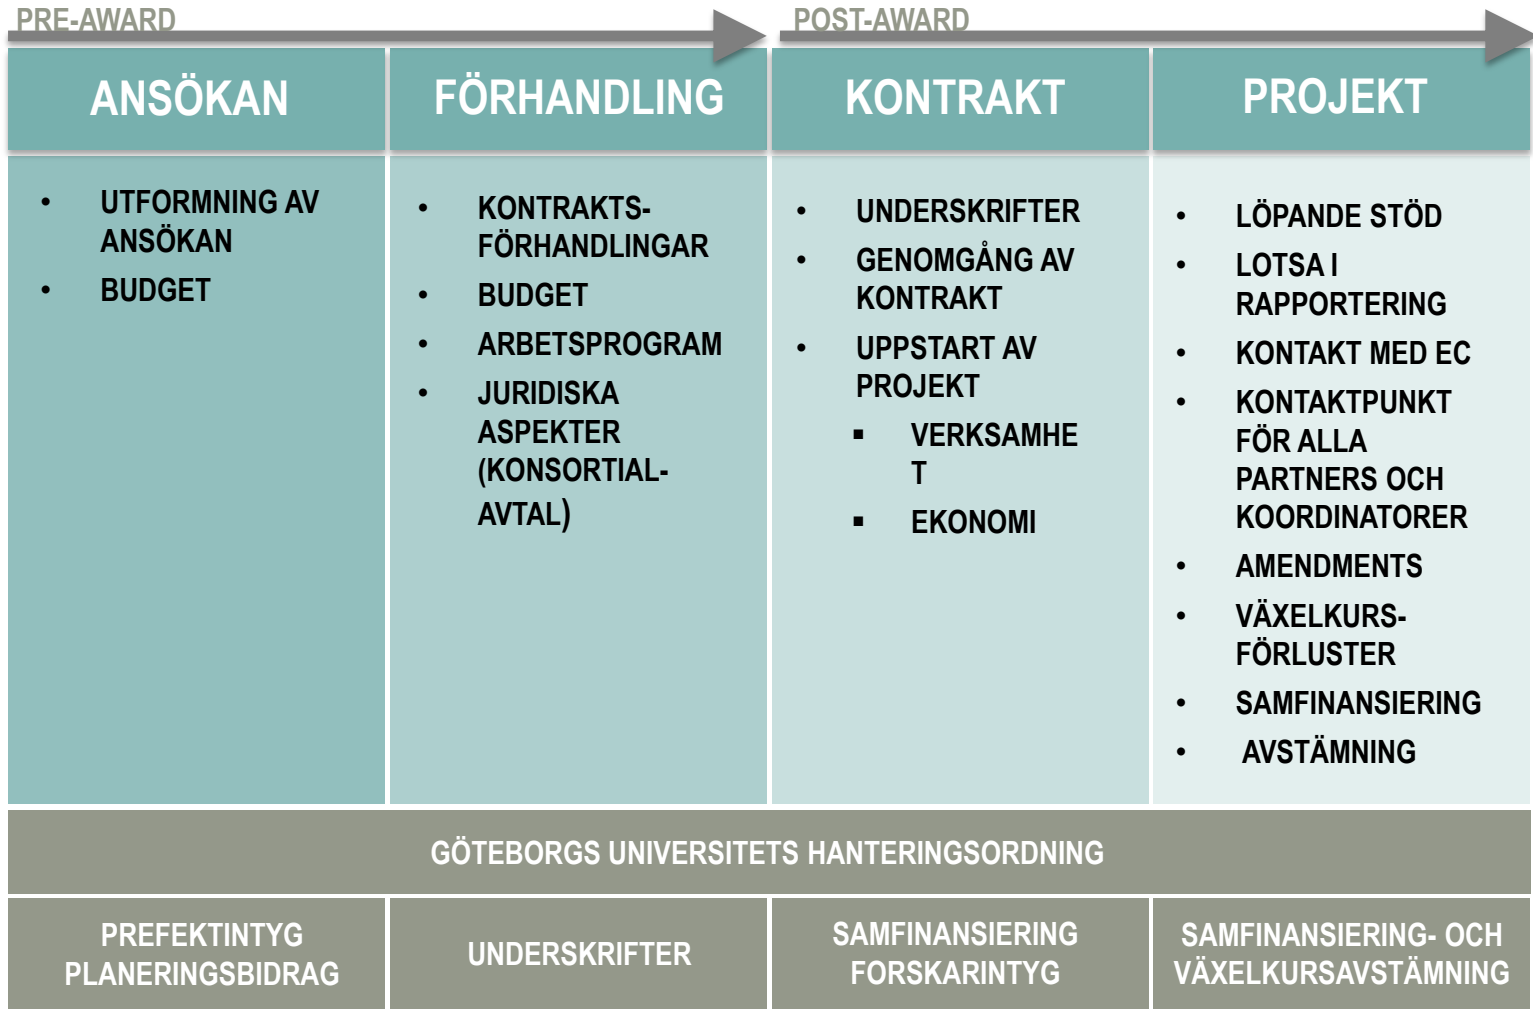 PRE-AWARD
POST-AWARD
ANSÖKAN
FÖRHANDLING
KONTRAKT
PROJEKT
• UTFORMNING AV
ANSÖKAN
• BUDGET
• KONTRAKTS-
FÖRHANDLINGAR
• BUDGET
• ARBETSPROGRAM
• JURIDISKA
ASPEKTER
(KONSORTIAL-
AVTAL)
• UNDERSKRIFTER
• GENOMGÅNG AV
KONTRAKT
• UPPSTART AV
PROJEKT
▪ VERKSAMHE
T
▪ EKONOMI
• LÖPANDE STÖD
• LOTSA I
RAPPORTERING
• KONTAKT MED EC
• KONTAKTPUNKT
FÖR ALLA
PARTNERS OCH
KOORDINATORER
• AMENDMENTS
• VÄXELKURS-
FÖRLUSTER
• SAMFINANSIERING
• AVSTÄMNING
GÖTEBORGS UNIVERSITETS HANTERINGSORDNING
PREFEKTINTYG
PLANERINGSBIDRAG
UNDERSKRIFTER
SAMFINANSIERING
FORSKARINTYG
SAMFINANSIERING- OCH
VÄXELKURSAVSTÄMNING